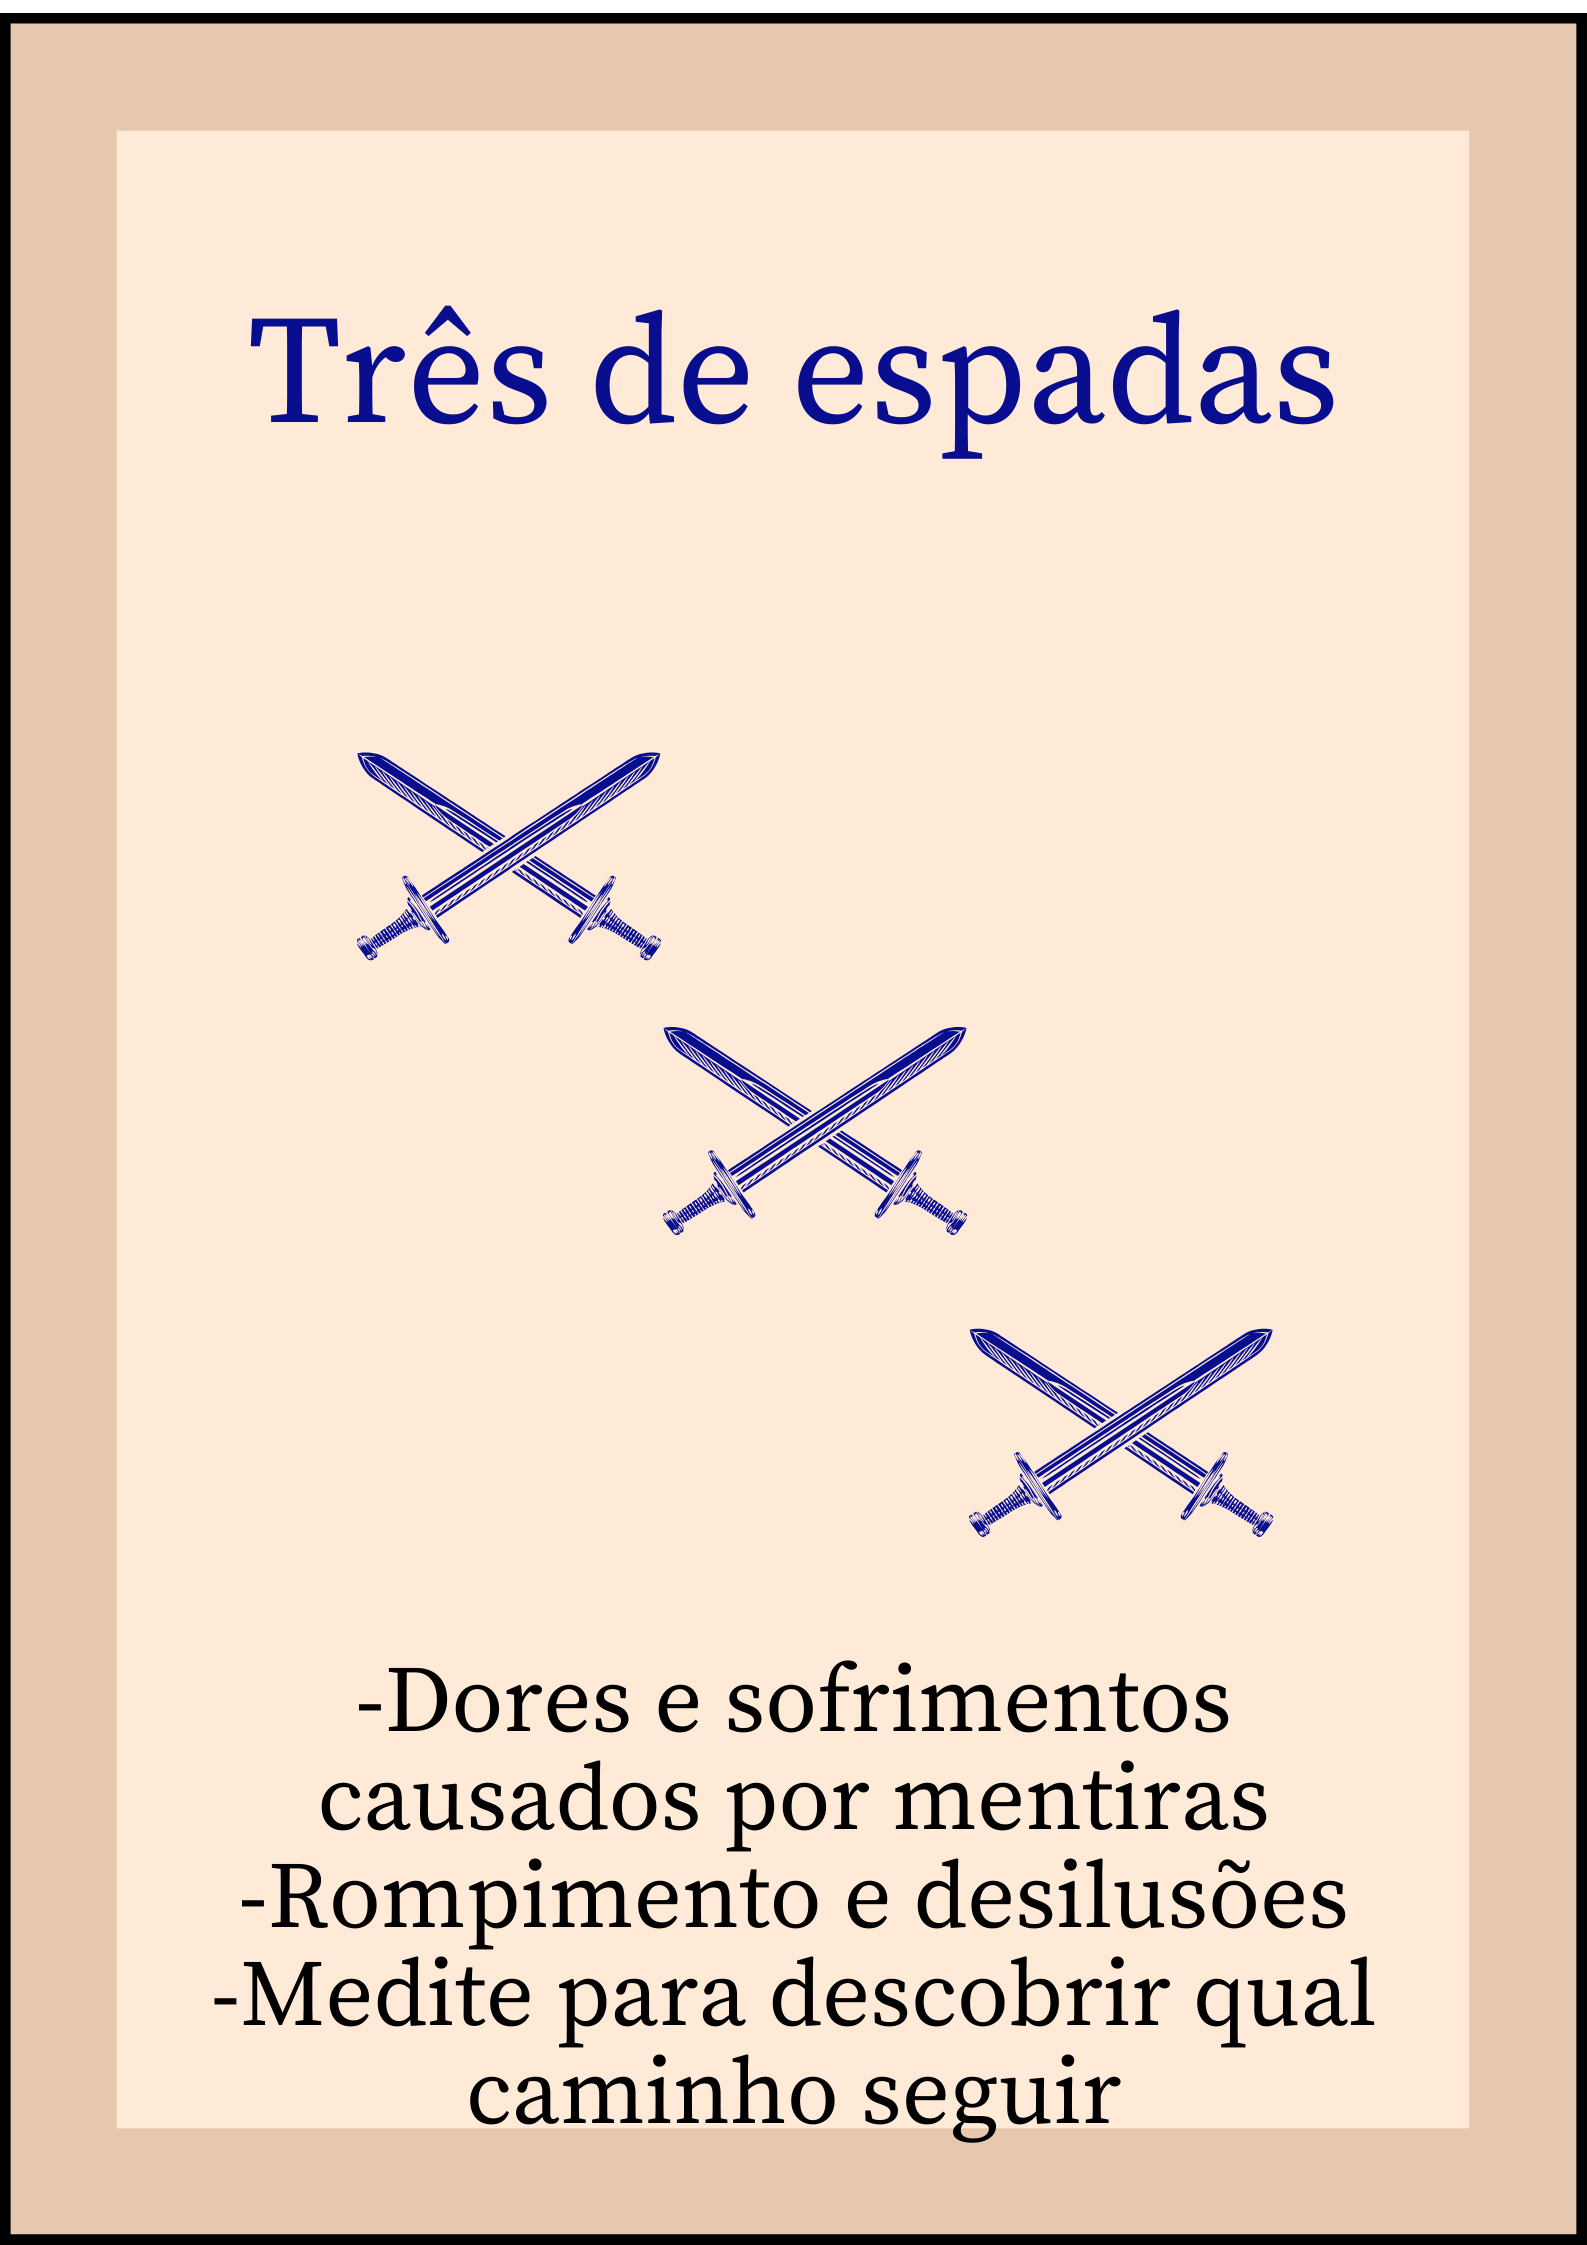 Três de espadas
-Dores e sofrimentos
causados por mentiras
-Rompimento e desilusões
-Medite para descobrir qual
caminho seguir